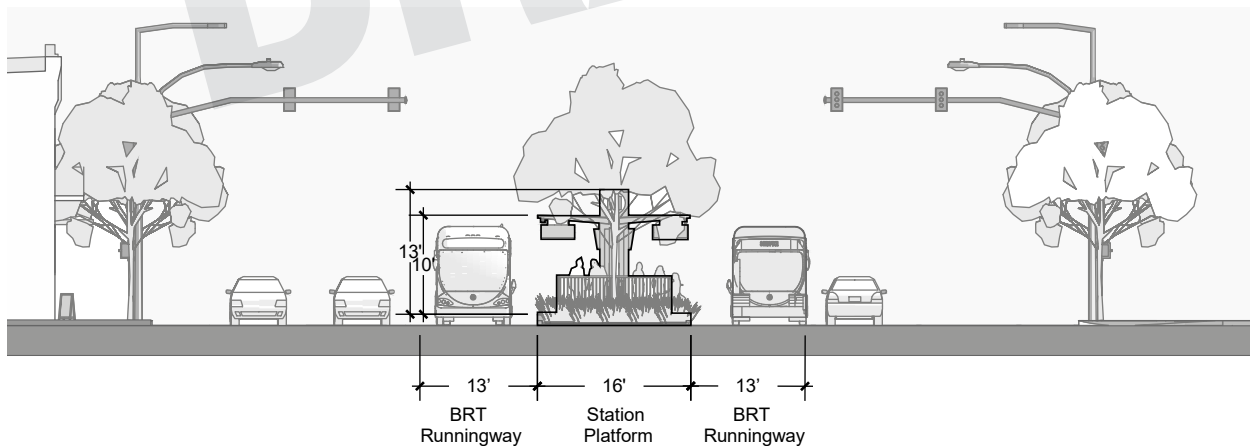 13'
10'
13’
16'
13’
BRT
Runningway
Station
Platform
BRT
Runningway